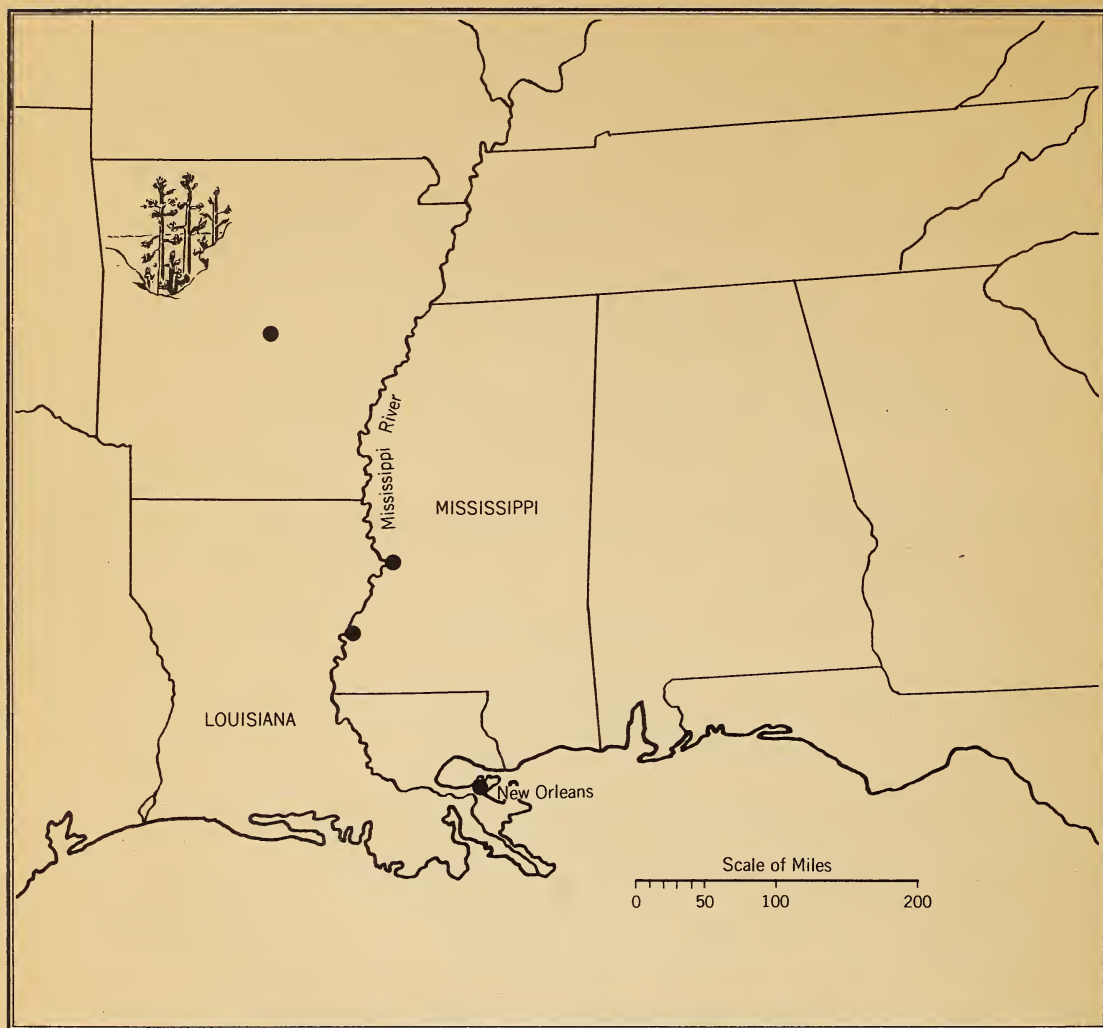 Mississippi River
MISSISSIPPI
LOUISIANA
New Orleans
Scale of Miles
0 50 100 200